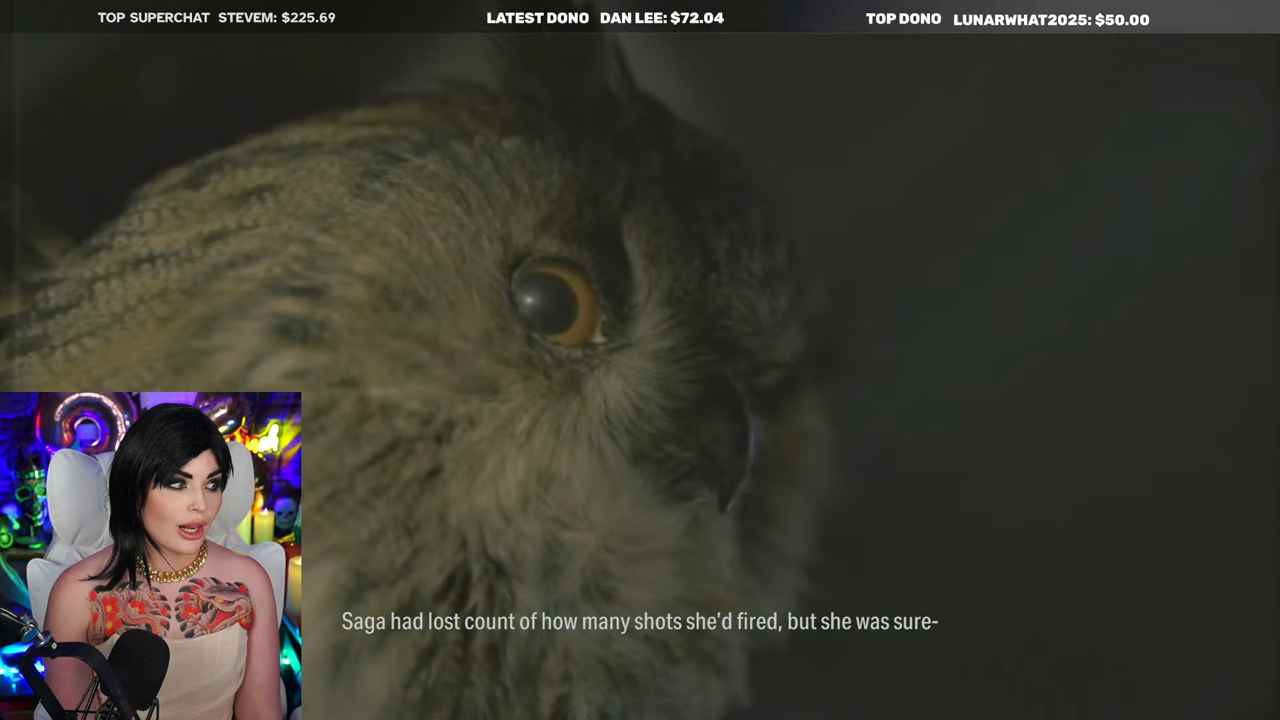 TOP SUPERCHAT STEVEM: $225.69
LATEST DONO DAN LEE: $72.04
TOP DONO LUNARWHAT2025: $50.00
Saga had lost count of how many shots she'd fired, but she was sure-